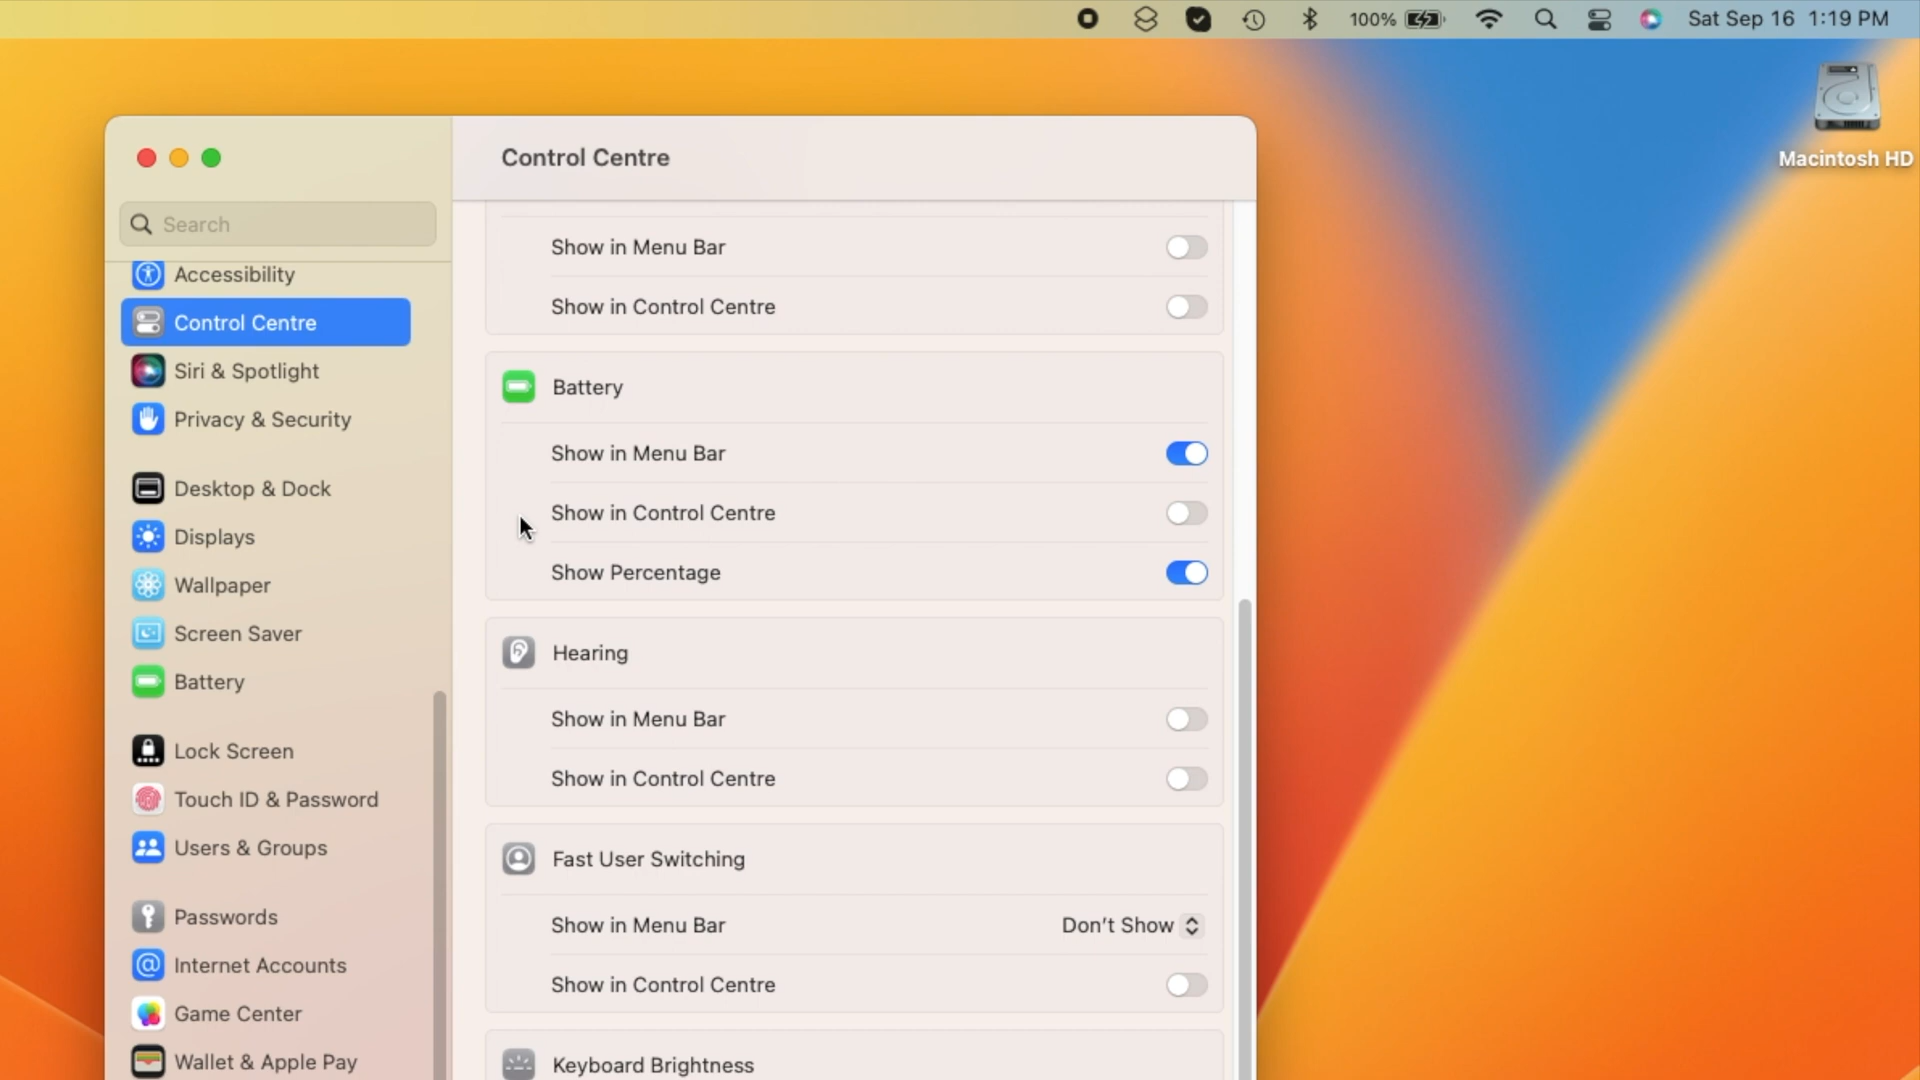 100%
Sat Sep 16 1:19 PM
Macintosh HD
Control Centre
Search
Accessibility
Control Centre
Siri & Spotlight
Privacy & Security
Desktop & Dock
Displays
Wallpaper
Screen Saver
Battery
Lock Screen
Touch ID & Password
Users & Groups
Passwords
Internet Accounts
Game Center
Wallet & Apple Pay
Show in Menu Bar
Show in Control Centre
Battery
Show in Menu Bar
Show in Control Centre
Show Percentage
Hearing
Show in Menu Bar
Show in Control Centre
Fast User Switching
Show in Menu Bar Don't Show
Show in Control Centre
Keyboard Brightness